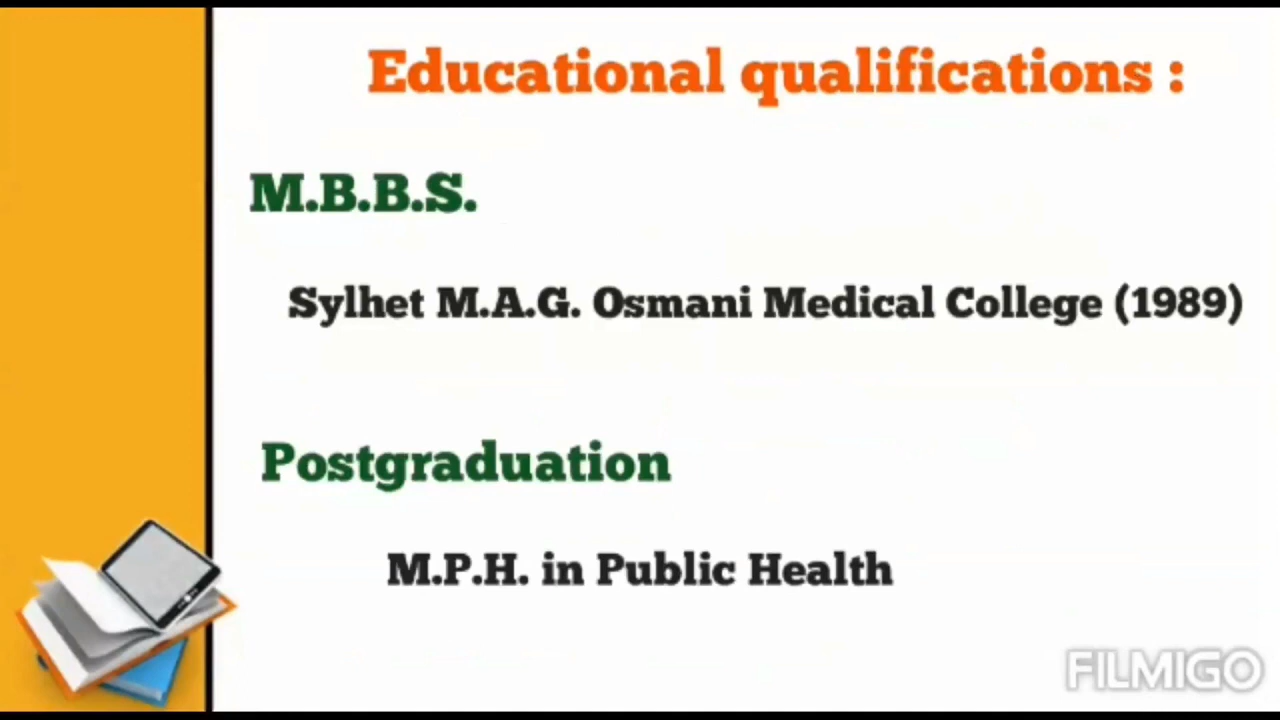 Educational qualifications :
M.B.B.S.
Sylhet M.A.G. Osmani Medical College (1989)
Postgraduation
M.P.H. in Public Health
FILMIGO